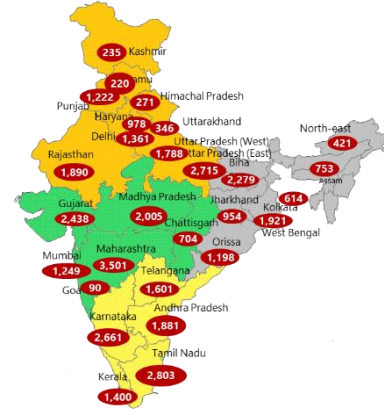 235 Kashmir
220
mmu
1,222
Punjab
271
Himachal Pradesh
Haryana
978
346
Uttarakhand
Delhi
1,361
1,788
Uttar Pradesh (West)
Uttar Pradesh (East)
2,715
Biha
2,279
North-east
421
753
Assam
Rajasthan
1,890
Gujarat
2,438
Madhya Pradesh
2,005
Chattisgarh
704
Jharkhand
954
614
Kolkata
1,921
West Bengal
Orissa
1,198
Mumbai
1,249
Maharashtra
3,501
Goa
90
Telangana
1,601
Karnataka
2,661
Andhra Pradesh
1,881
Tamil Nadu
2,803
Kerala
1,400